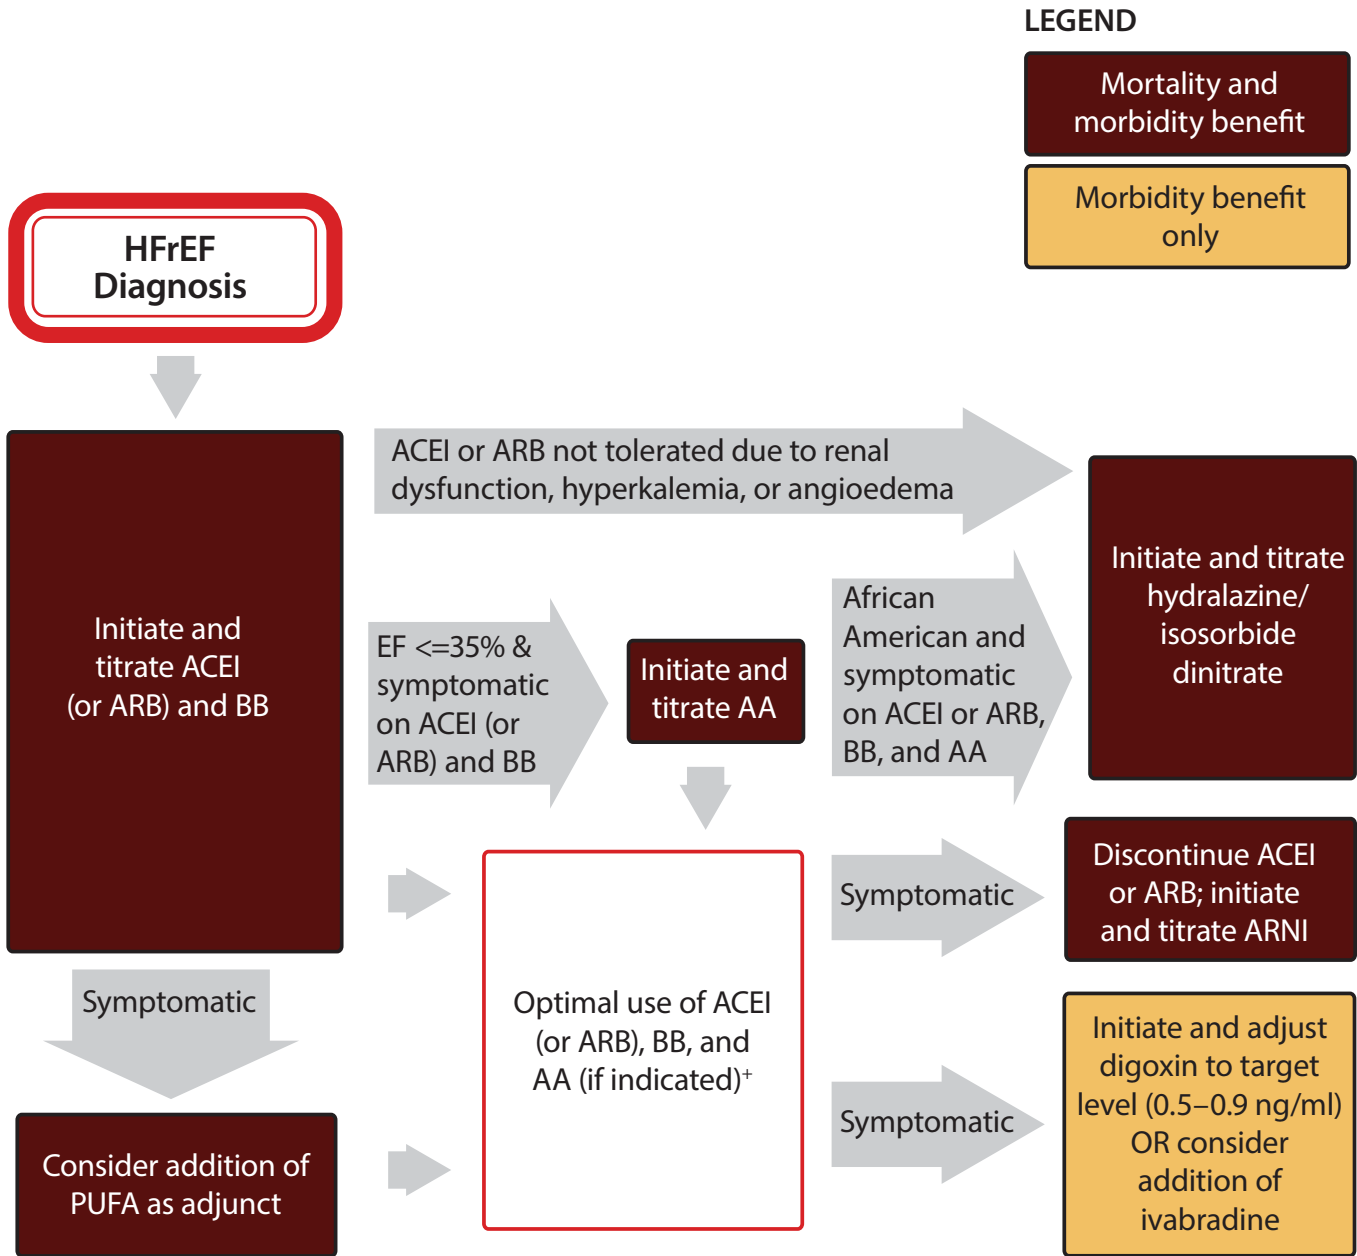 LEGEND
Mortality and
morbidity benefit
Morbidity benefit
only
HFrEF
Diagnosis
Initiate and
titrate ACEI
(or ARB) and BB
ACEI or ARB not tolerated due to renal
dysfunction, hyperkalemia, or angioedema
Initiate and titrate
hydralazine/
isosorbide
dinitrate
EF <=35% &
symptomatic
on ACEI (or
ARB) and BB
Initiate and
titrate AA
African
American and
symptomatic
on ACEI or ARB,
BB, and AA
Symptomatic
Discontinue ACEI
or ARB; initiate
and titrate ARNI
Symptomatic
Optimal use of ACEI
(or ARB), BB, and
AA (if indicated)⁺
Symptomatic
Initiate and adjust
digoxin to target
level (0.5–0.9 ng/ml)
OR consider
addition of
ivabradine
Consider addition of
PUFA as adjunct